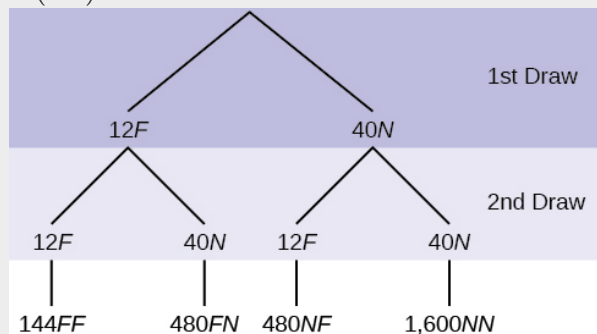 1st Draw
12F 40N
2nd Draw
12F 40N 12F 40N
144FF 480FN 480NF 1,600NN